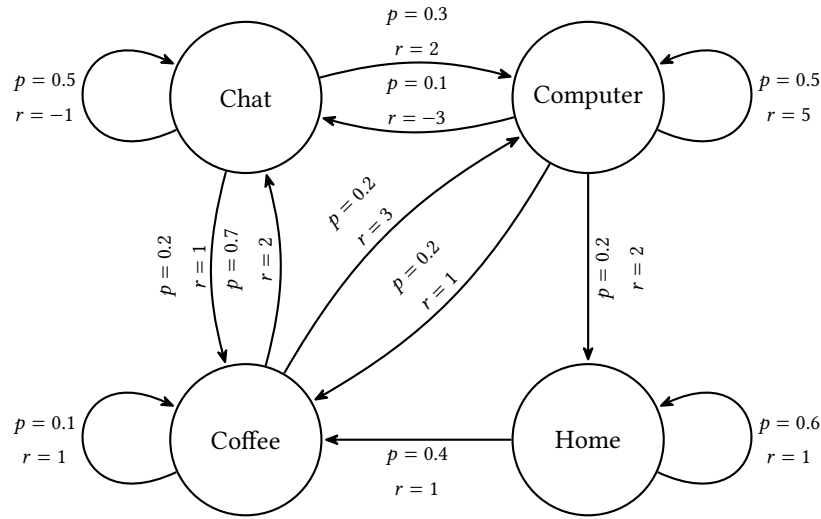 p = 0.3
r = 2
p = 0.5
r = −1
Chat
p = 0.1
r = −3
Computer
p = 0.5
r = 5
p = 0.2
r = 1
p = 0.7
r = 2
p = 0.2
r = 3
p = 0.2
r = 1
p = 0.2
r = 2
p = 0.1
r = 1
Coffee
p = 0.4
r = 1
Home
p = 0.6
r = 1